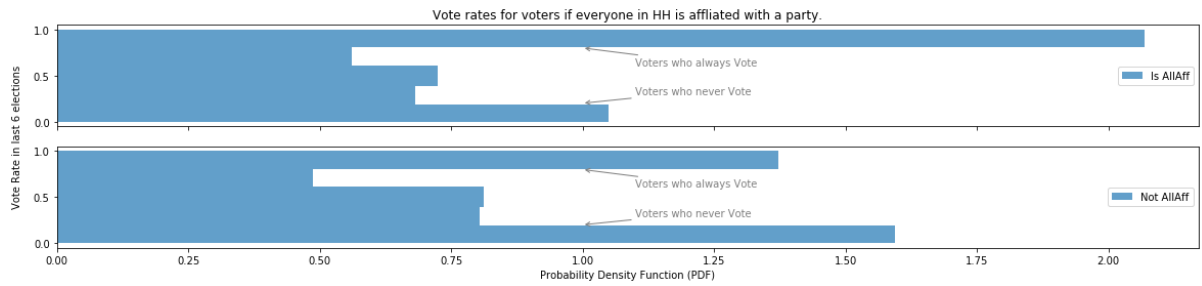 Vote rates for voters if everyone in HH is affliated with a party.
1.0
0.5
0.0
Voters who always Vote
Voters who never Vote
Is AllAff
Vote Rate in last 6 elections
1.0
0.5
0.0
Voters who always Vote
Voters who never Vote
Not AllAff
0.00 0.25 0.50 0.75 1.00 1.25 1.50 1.75 2.00
Probability Density Function (PDF)